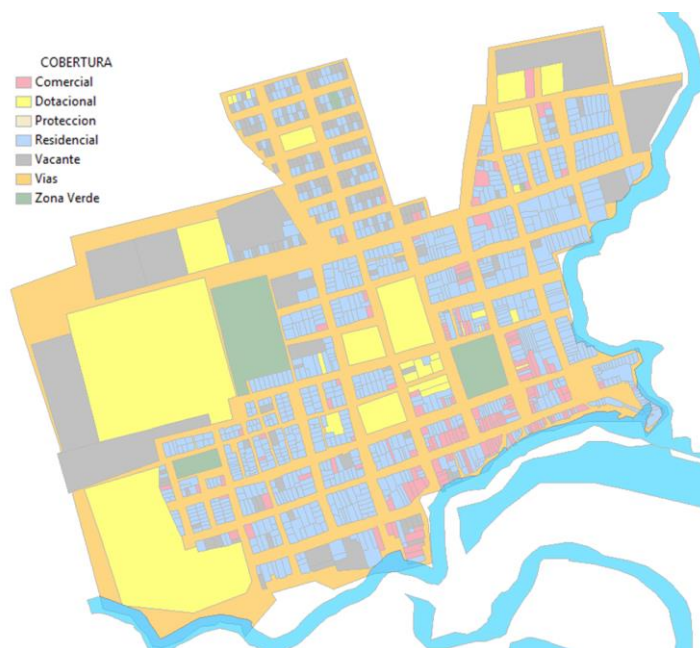 COBERTURA
Comercial
Dotacional
Proteccion
Residencial
Vacante
Vias
Zona Verde